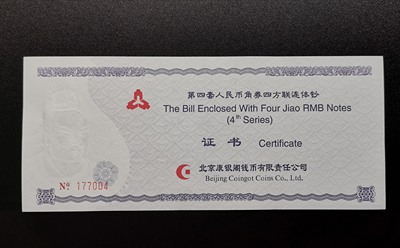 第四套人民币角券四方联连体钞
The Bill Enclosed With Four Jiao RMB Notes
(4th Series)
证书 Certificate
北京康银阁钱币有限责任公司
Beijing Coingot Coins Co., Ltd.
Nº 177004